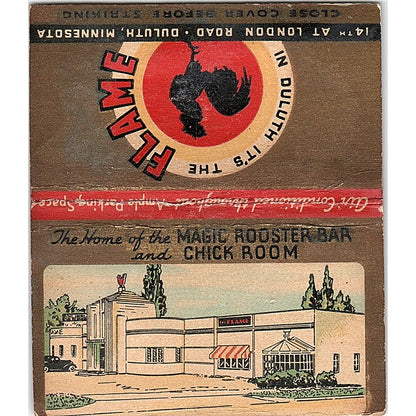 CLOSE COVER BEFORE STRIKING
14TH AT LONDON ROAD • DULUTH, MINNESOTA
IN DULUTH IT'S THE
FLAME
Air Conditioned throughout Ample Parking Space
The Home of the MAGIC ROOSTER BAR
and CHICK ROOM
The FLAME